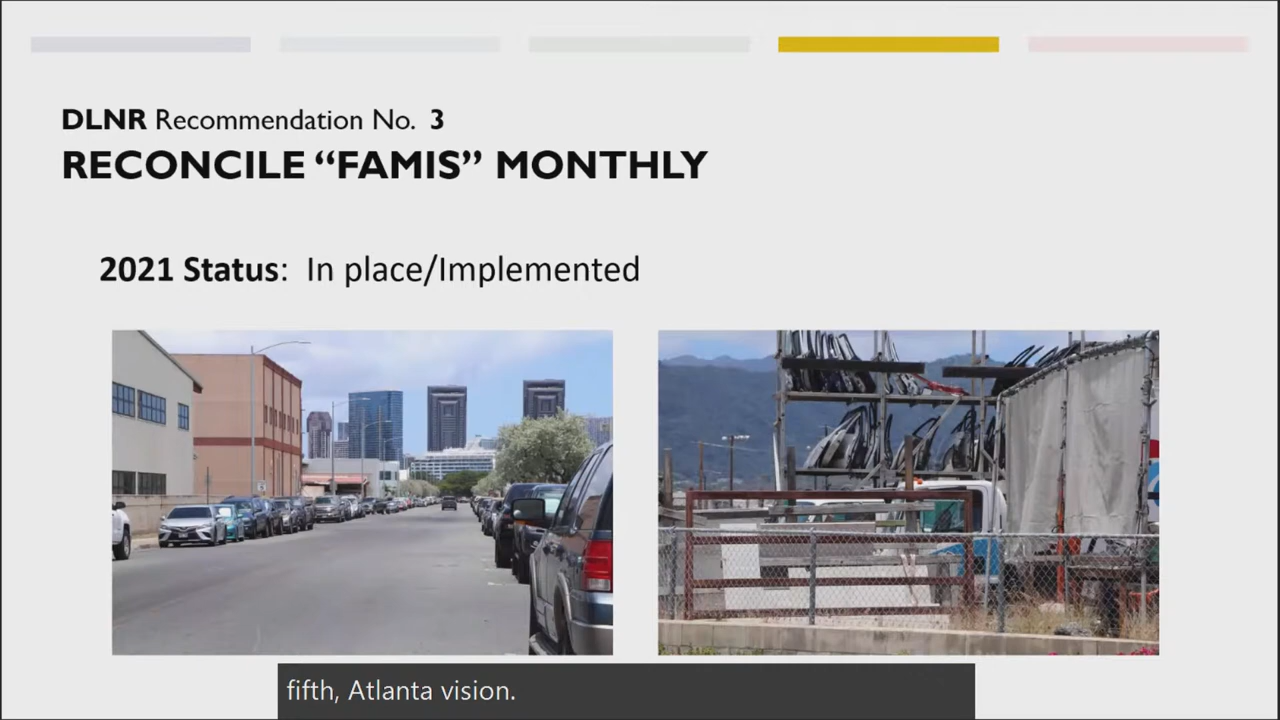 DLNR Recommendation No. 3
RECONCILE “FAMIS” MONTHLY
2021 Status: In place/Implemented
fifth, Atlanta vision.